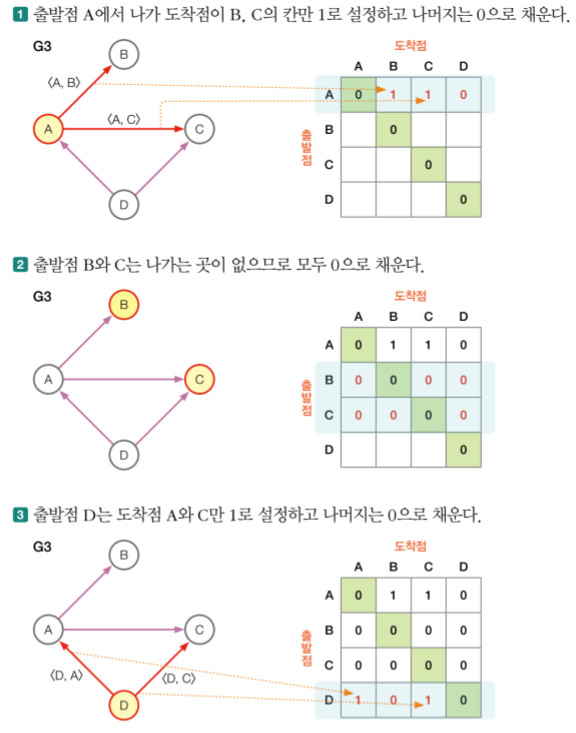 1 출발점 A에서 나가 도착점이 B, C의 칸만 1로 설정하고 나머지는 0으로 채운다.
G3
도착점
B
A B C D
〈A, B〉
A 0 1 1 0
A 〈A, C〉 C
출발점
B 0
C 0
D
D 0
2 출발점 B와 C는 나가는 곳이 없으므로 모두 0으로 채운다.
G3
도착점
B
A B C D
A 0 1 1 0
A C
출발점
B 0 0 0 0
C 0 0 0 0
D
D 0
3 출발점 D는 도착점 A와 C만 1로 설정하고 나머지는 0으로 채운다.
G3
도착점
B
A B C D
A 0 1 1 0
A C
출발점
B 0 0 0 0
〈D, A〉 〈D, C〉
C 0 0 0 0
D
D 1 0 1 0